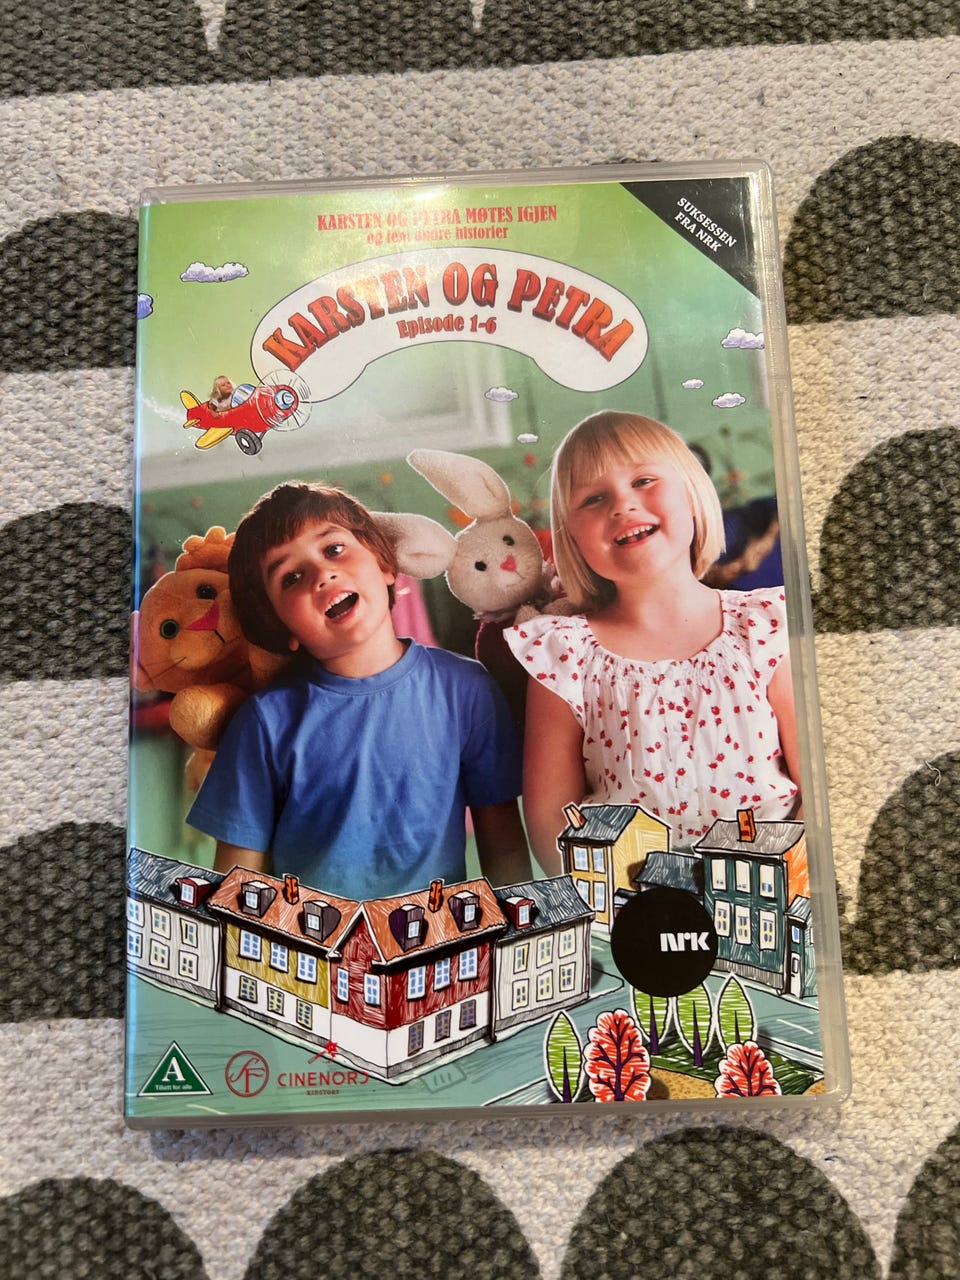 KARSTEN OG PETRA MØTES IGJEN
og fem andre historier
SUKSESSEN
FRA NRK
KARSTEN OG PETRA
Episode 1-6
NRK
A
Tillatt for alle
SF
CINENORD
KIDSTORY